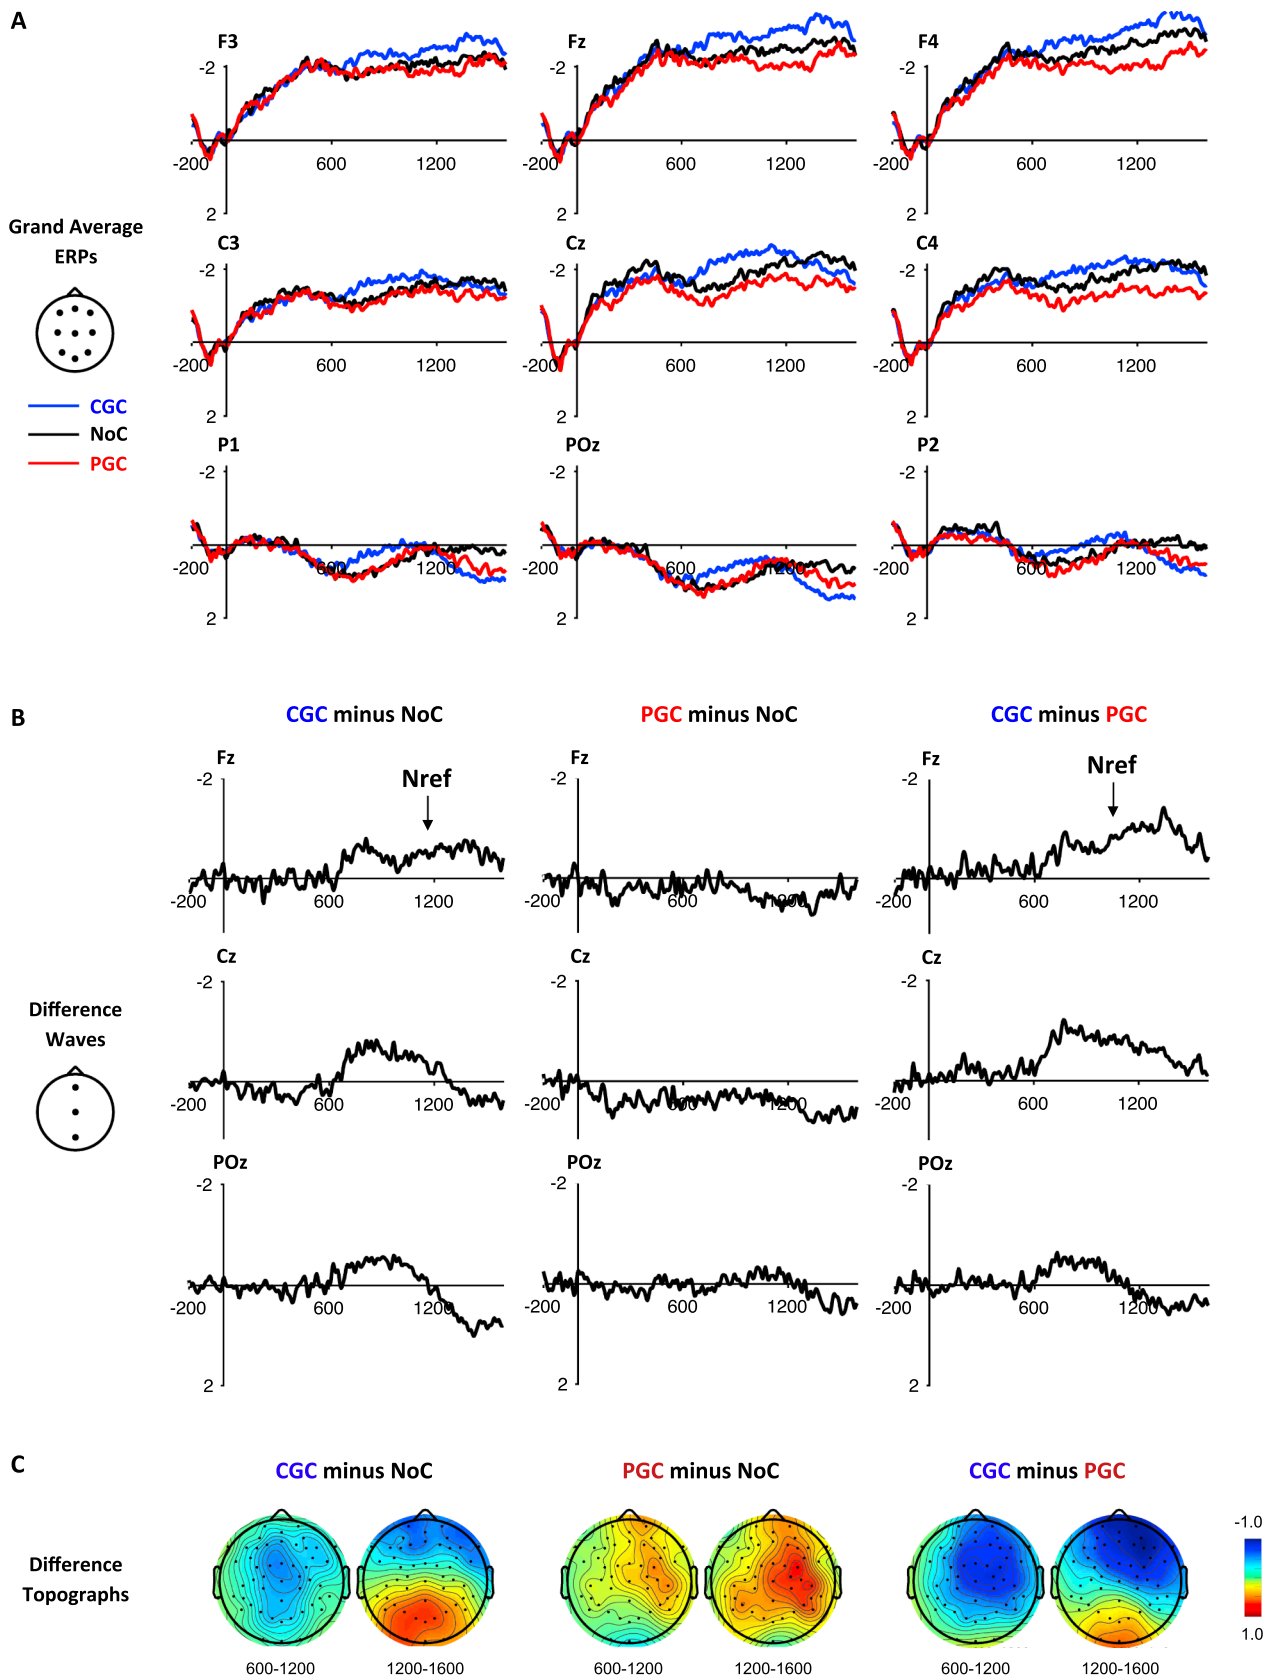 A
F3 Fz F4
-2 -2 -2
-200 600 1200 -200 600 1200 -200 600 1200
2 2 2
Grand Average
ERPs
C3 Cz C4
-2 -2 -2
-200 600 1200 -200 600 1200 -200 600 1200
2 2 2
CGC
NoC
PGC
P1 POz P2
-2 -2 -2
-200 600 1200 -200 600 1200 -200 600 1200
2 2 2
B
CGC minus NoC PGC minus NoC CGC minus PGC
Fz Fz Fz
Nref Nref
-2 -2 -2
-200 600 1200 -200 600 1200 -200 600 1200
Cz Cz Cz
-2 -2 -2
Difference
Waves
-200 600 1200 -200 600 1200 -200 600 1200
POz POz POz
-2 -2 -2
-200 600 1200 -200 600 1200 -200 600 1200
2 2 2
C
CGC minus NoC PGC minus NoC CGC minus PGC
-1.0
Difference
Topographs
1.0
600-1200 1200-1600 600-1200 1200-1600 600-1200 1200-1600